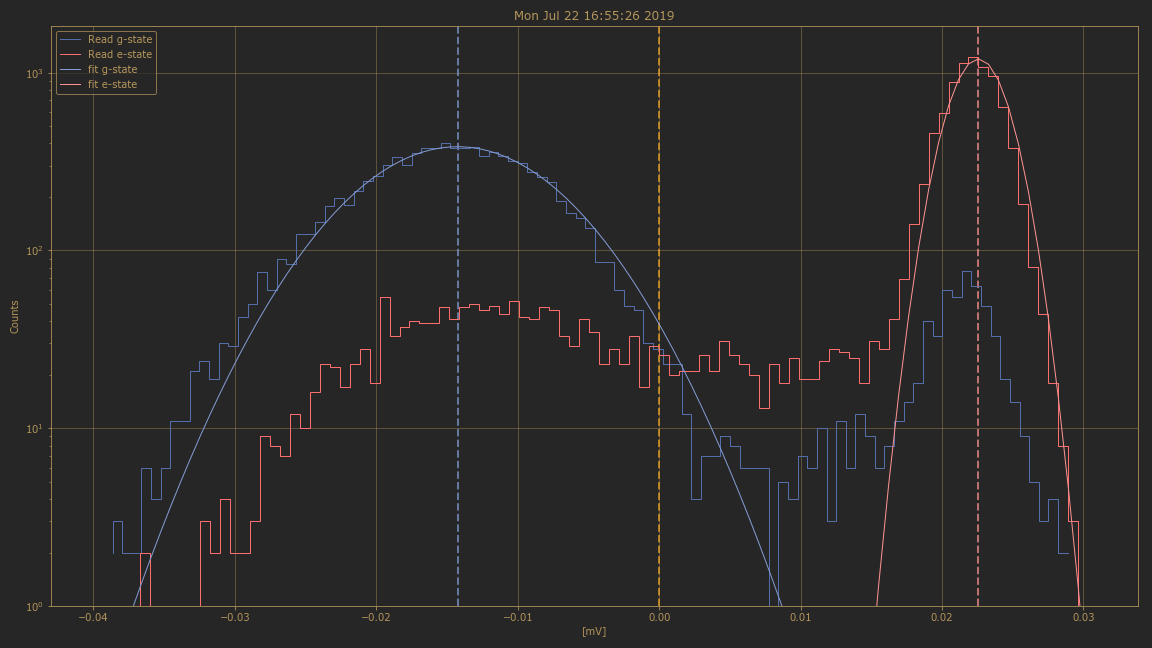 Mon Jul 22 16:55:26 2019
Read g-state
Read e-state
fit g-state
fit e-state
10³
10²
10¹
10⁰
Counts
−0.04 −0.03 −0.02 −0.01 0.00 0.01 0.02 0.03
[mV]